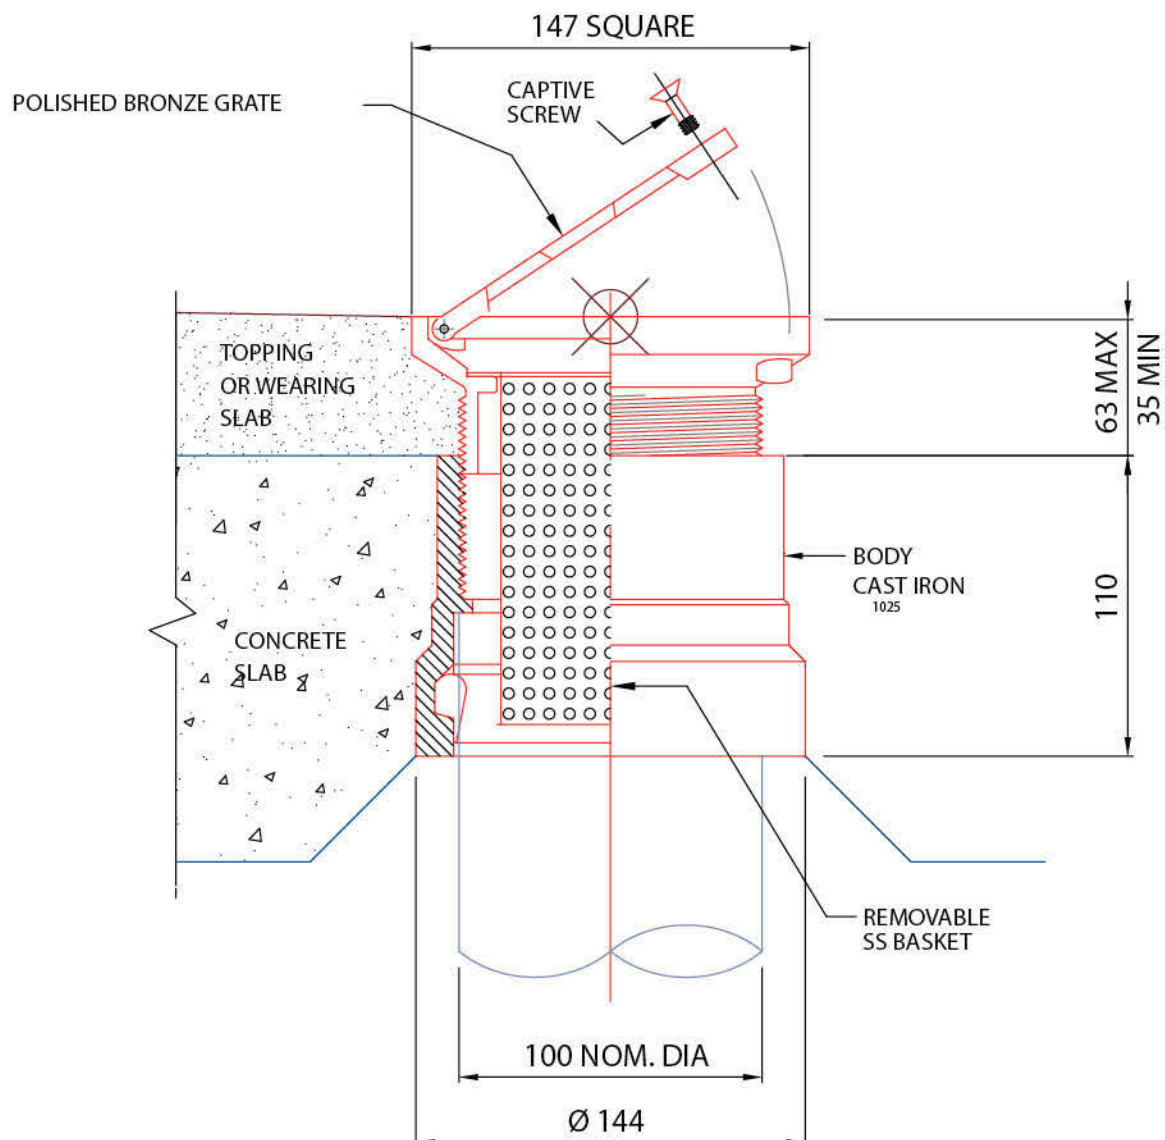 147 SQUARE
POLISHED BRONZE GRATE
CAPTIVE
SCREW
TOPPING
OR WEARING
SLAB
63 MAX
35 MIN
BODY
CAST IRON
1025
110
CONCRETE
SLAB
REMOVABLE
SS BASKET
100 NOM. DIA
Ø 144